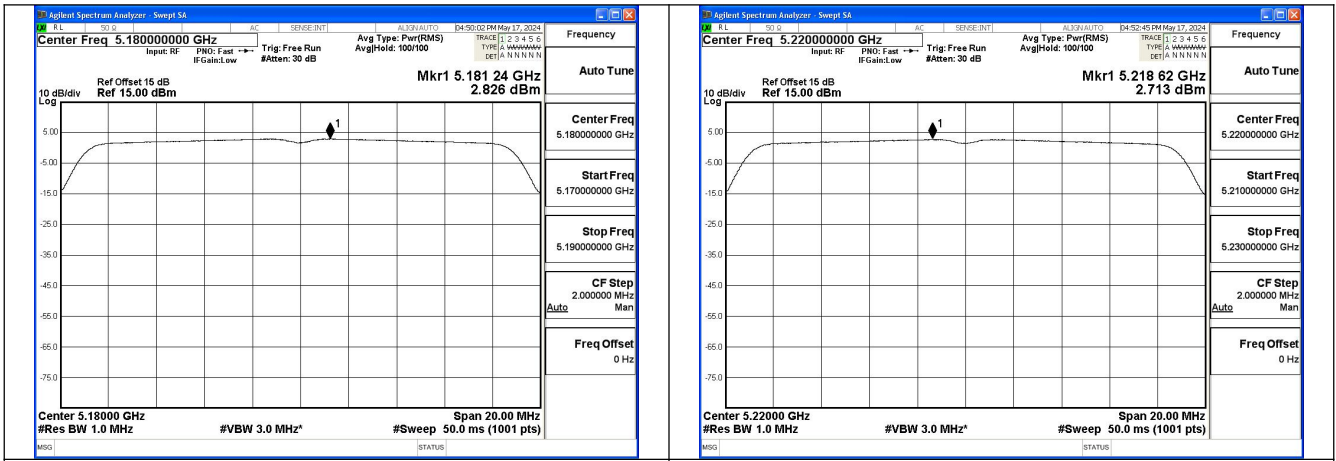 Agilent Spectrum Analyzer - Swept SA
RL 50 Ω AC SENSE:INT ALIGN AUTO 04:50:02 PM May 17, 2024
Center Freq 5.180000000 GHz
Input: RF PNO: Fast Trig: Free Run
IFGain:Low #Atten: 30 dB
Avg Type: Pwr(RMS)
Avg|Hold: 100/100
TRACE 1 2 3 4 5 6
TYPE A WWWWW
DET A N N N N N
Frequency
Auto Tune
Mkr1 5.181 24 GHz
2.826 dBm
Ref Offset 15 dB
10 dB/div Ref 15.00 dBm
Log
1
5.00
-5.00
-15.0
-25.0
-35.0
-45.0
-55.0
-65.0
-75.0
Center Freq
5.180000000 GHz
Start Freq
5.170000000 GHz
Stop Freq
5.190000000 GHz
CF Step
2.000000 MHz
Auto Man
Freq Offset
0 Hz
Center 5.18000 GHz Span 20.00 MHz
#Res BW 1.0 MHz #VBW 3.0 MHz* #Sweep 50.0 ms (1001 pts)
MSG STATUS
Agilent Spectrum Analyzer - Swept SA
RL 50 Ω AC SENSE:INT ALIGN AUTO 04:52:45 PM May 17, 2024
Center Freq 5.220000000 GHz
Input: RF PNO: Fast Trig: Free Run
IFGain:Low #Atten: 30 dB
Avg Type: Pwr(RMS)
Avg|Hold: 100/100
TRACE 1 2 3 4 5 6
TYPE A WWWWW
DET A N N N N N
Frequency
Auto Tune
Mkr1 5.218 62 GHz
2.713 dBm
Ref Offset 15 dB
10 dB/div Ref 15.00 dBm
Log
1
5.00
-5.00
-15.0
-25.0
-35.0
-45.0
-55.0
-65.0
-75.0
Center Freq
5.220000000 GHz
Start Freq
5.210000000 GHz
Stop Freq
5.230000000 GHz
CF Step
2.000000 MHz
Auto Man
Freq Offset
0 Hz
Center 5.22000 GHz Span 20.00 MHz
#Res BW 1.0 MHz #VBW 3.0 MHz* #Sweep 50.0 ms (1001 pts)
MSG STATUS